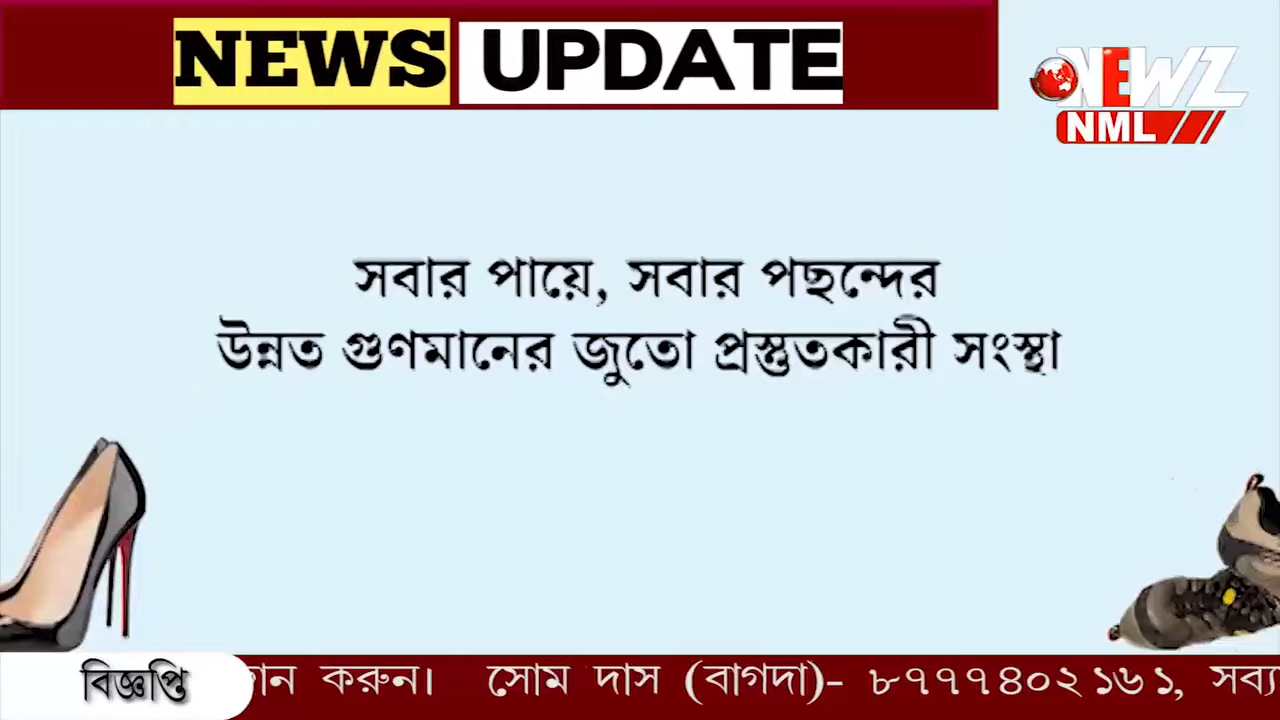 NEWS UPDATE
NEWZ
NML
সবার পায়ে, সবার পছন্দের
উন্নত গুণমানের জুতো প্রস্তুতকারী সংস্থা
বিজ্ঞপ্তি
করুন। সোম দাস (বাগদা)- ৮৭৭৭৪০২১৬১,